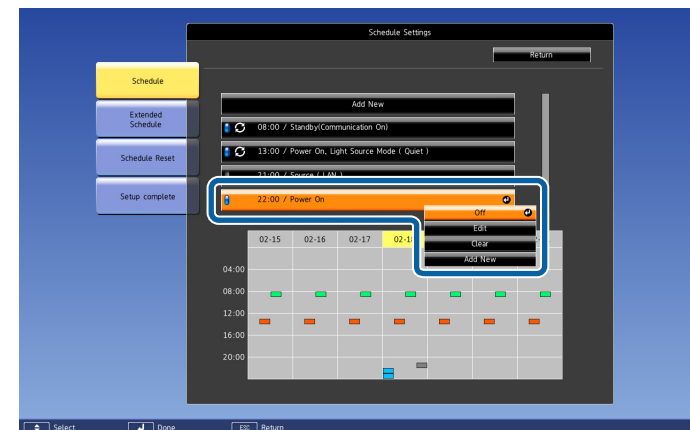 Schedule Settings
Return
Schedule
Extended
Schedule
Schedule Reset
Setup complete
Add New
08:00 / Standby(Communication On)
13:00 / Power On, Light Source Mode ( Quiet )
21:00 / Source ( LAN )
22:00 / Power On
Off
Edit
Clear
Add New
02-15 02-16 02-17
04:00
08:00
12:00
16:00
20:00
Select Done ESC Return